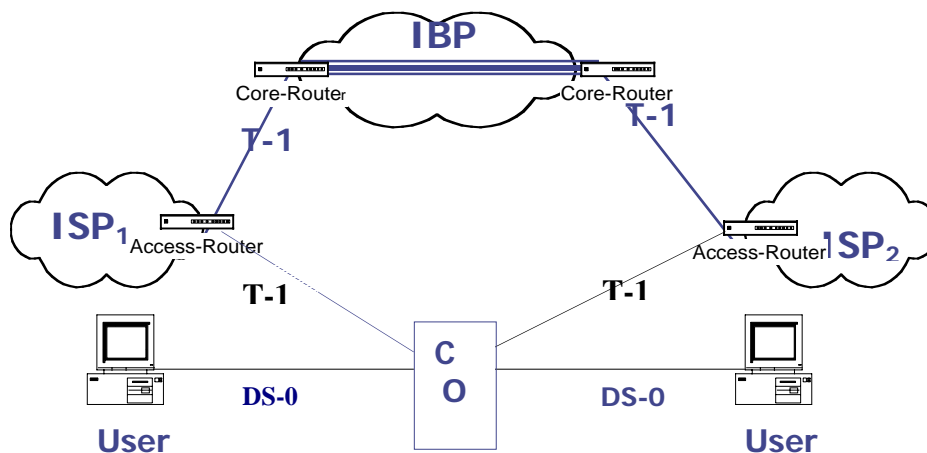 IBP
Core-Router
Core-Router
T-1
T-1
ISP₁
Access-Router
Access-Router
ISP₂
T-1
T-1
C
O
DS-0
DS-0
User
User